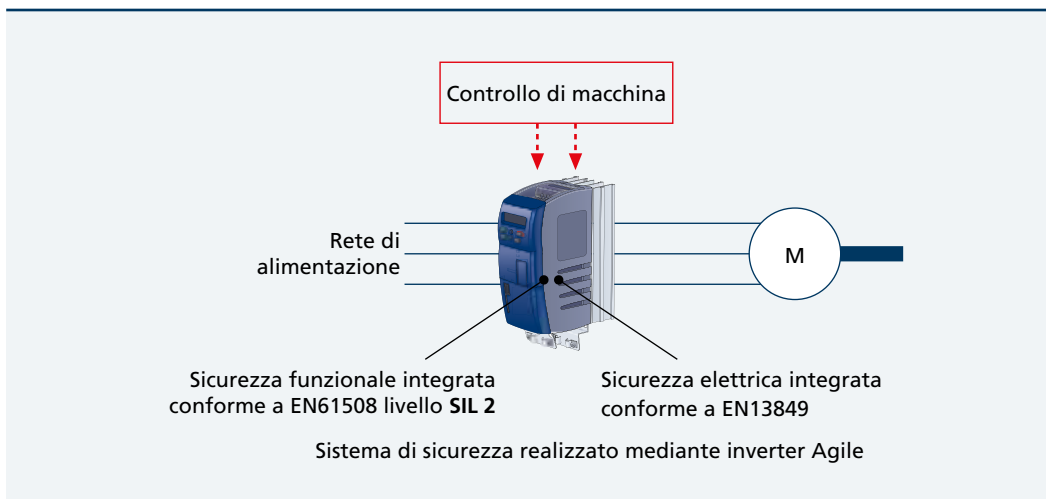 Controllo di macchina
Rete di
alimentazione
M
Sicurezza funzionale integrata
conforme a EN61508 livello SIL 2
Sicurezza elettrica integrata
conforme a EN13849
Sistema di sicurezza realizzato mediante inverter Agile